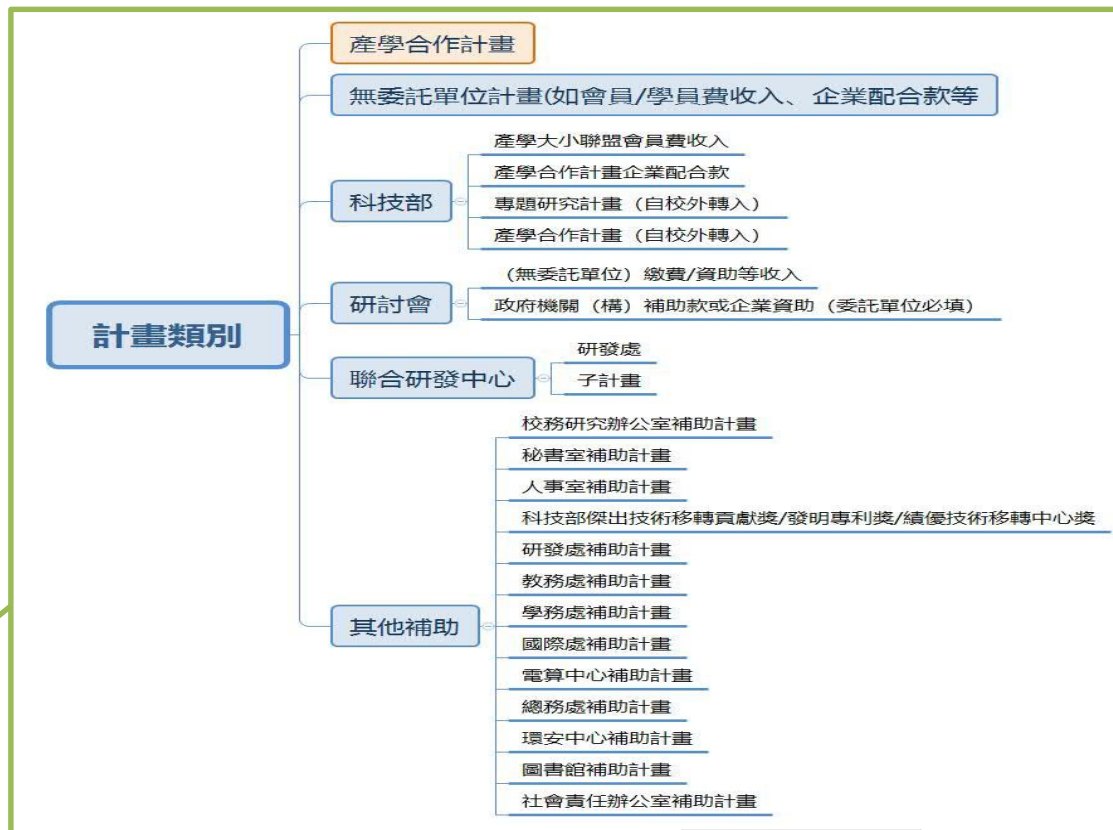 計畫類別
產學合作計畫
無委託單位計畫(如會員/學員費收入、企業配合款等
科技部
產學大小聯盟會員費收入
產學合作計畫企業配合款
專題研究計畫（自校外轉入）
產學合作計畫（自校外轉入）
研討會
（無委託單位）繳費/資助等收入
政府機關（構）補助款或企業資助（委託單位必填）
聯合研發中心
研發處
子計畫
其他補助
校務研究辦公室補助計畫
秘書室補助計畫
人事室補助計畫
科技部傑出技術移轉貢獻獎/發明專利獎/績優技術移轉中心獎
研發處補助計畫
教務處補助計畫
學務處補助計畫
國際處補助計畫
電算中心補助計畫
總務處補助計畫
環安中心補助計畫
圖書館補助計畫
社會責任辦公室補助計畫